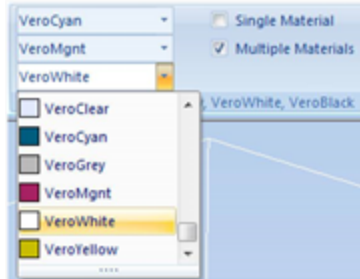 VeroCyan
Single Material
VeroMgnt
Multiple Materials
VeroWhite
VeroClear
, VeroWhite, VeroBlack
VeroCyan
VeroGrey
VeroMgnt
VeroWhite
VeroYellow